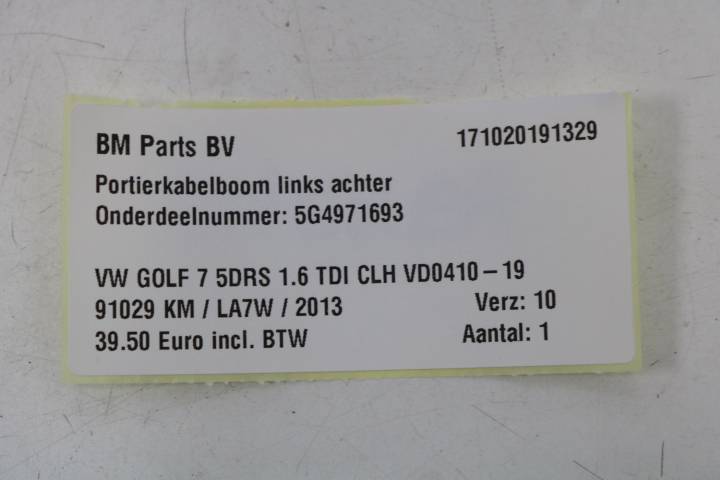 BM Parts BV 171020191329
Portierkabelboom links achter
Onderdeelnummer: 5G4971693
VW GOLF 7 5DRS 1.6 TDI CLH VD0410 – 19
91029 KM / LA7W / 2013 Verz: 10
39.50 Euro incl. BTW Aantal: 1